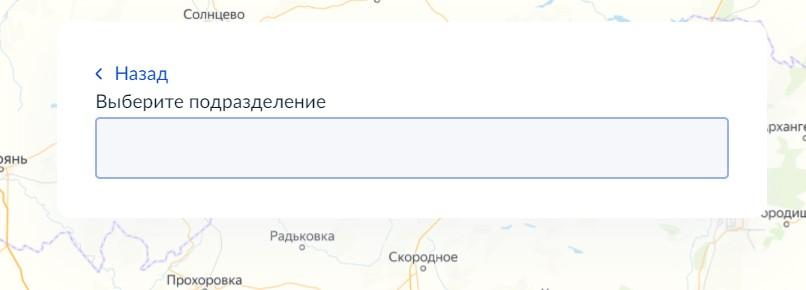 Солнцево
Назад
Выберите подразделение
Радьковка
Скородное
Прохоровка